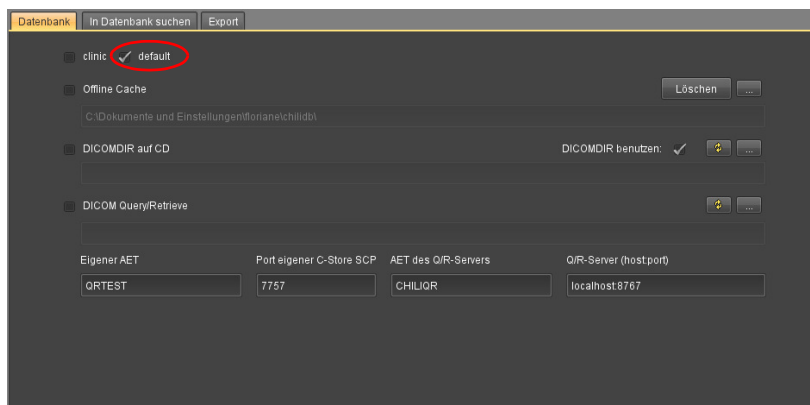 Datenbank In Datenbank suchen Export
clinic default
Offline Cache Löschen ...
C:\Dokumente und Einstellungen\floriane\chilidb\
DICOMDIR auf CD DICOMDIR benutzen: ...
DICOM Query/Retrieve ...
Eigener AET Port eigener C-Store SCP AET des Q/R-Servers Q/R-Server (host:port)
QRTEST 7757 CHILIQR localhost:8767